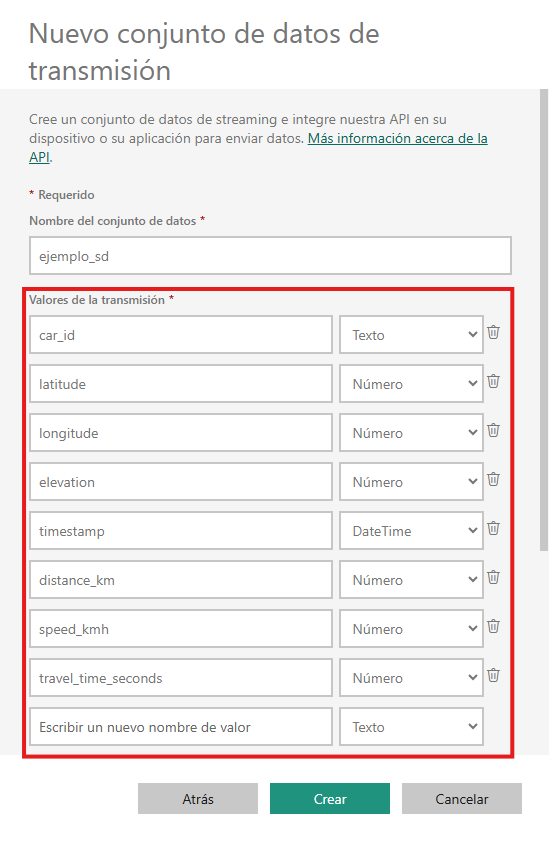 Nuevo conjunto de datos de
transmisión
Cree un conjunto de datos de streaming e integre nuestra API en su
dispositivo o su aplicación para enviar datos. Más información acerca de la
API.
* Requerido
Nombre del conjunto de datos *
ejemplo_sd
Valores de la transmisión *
car_id Texto
latitude Número
longitude Número
elevation Número
timestamp DateTime
distance_km Número
speed_kmh Número
travel_time_seconds Número
Escribir un nuevo nombre de valor Texto
Atrás Crear Cancelar